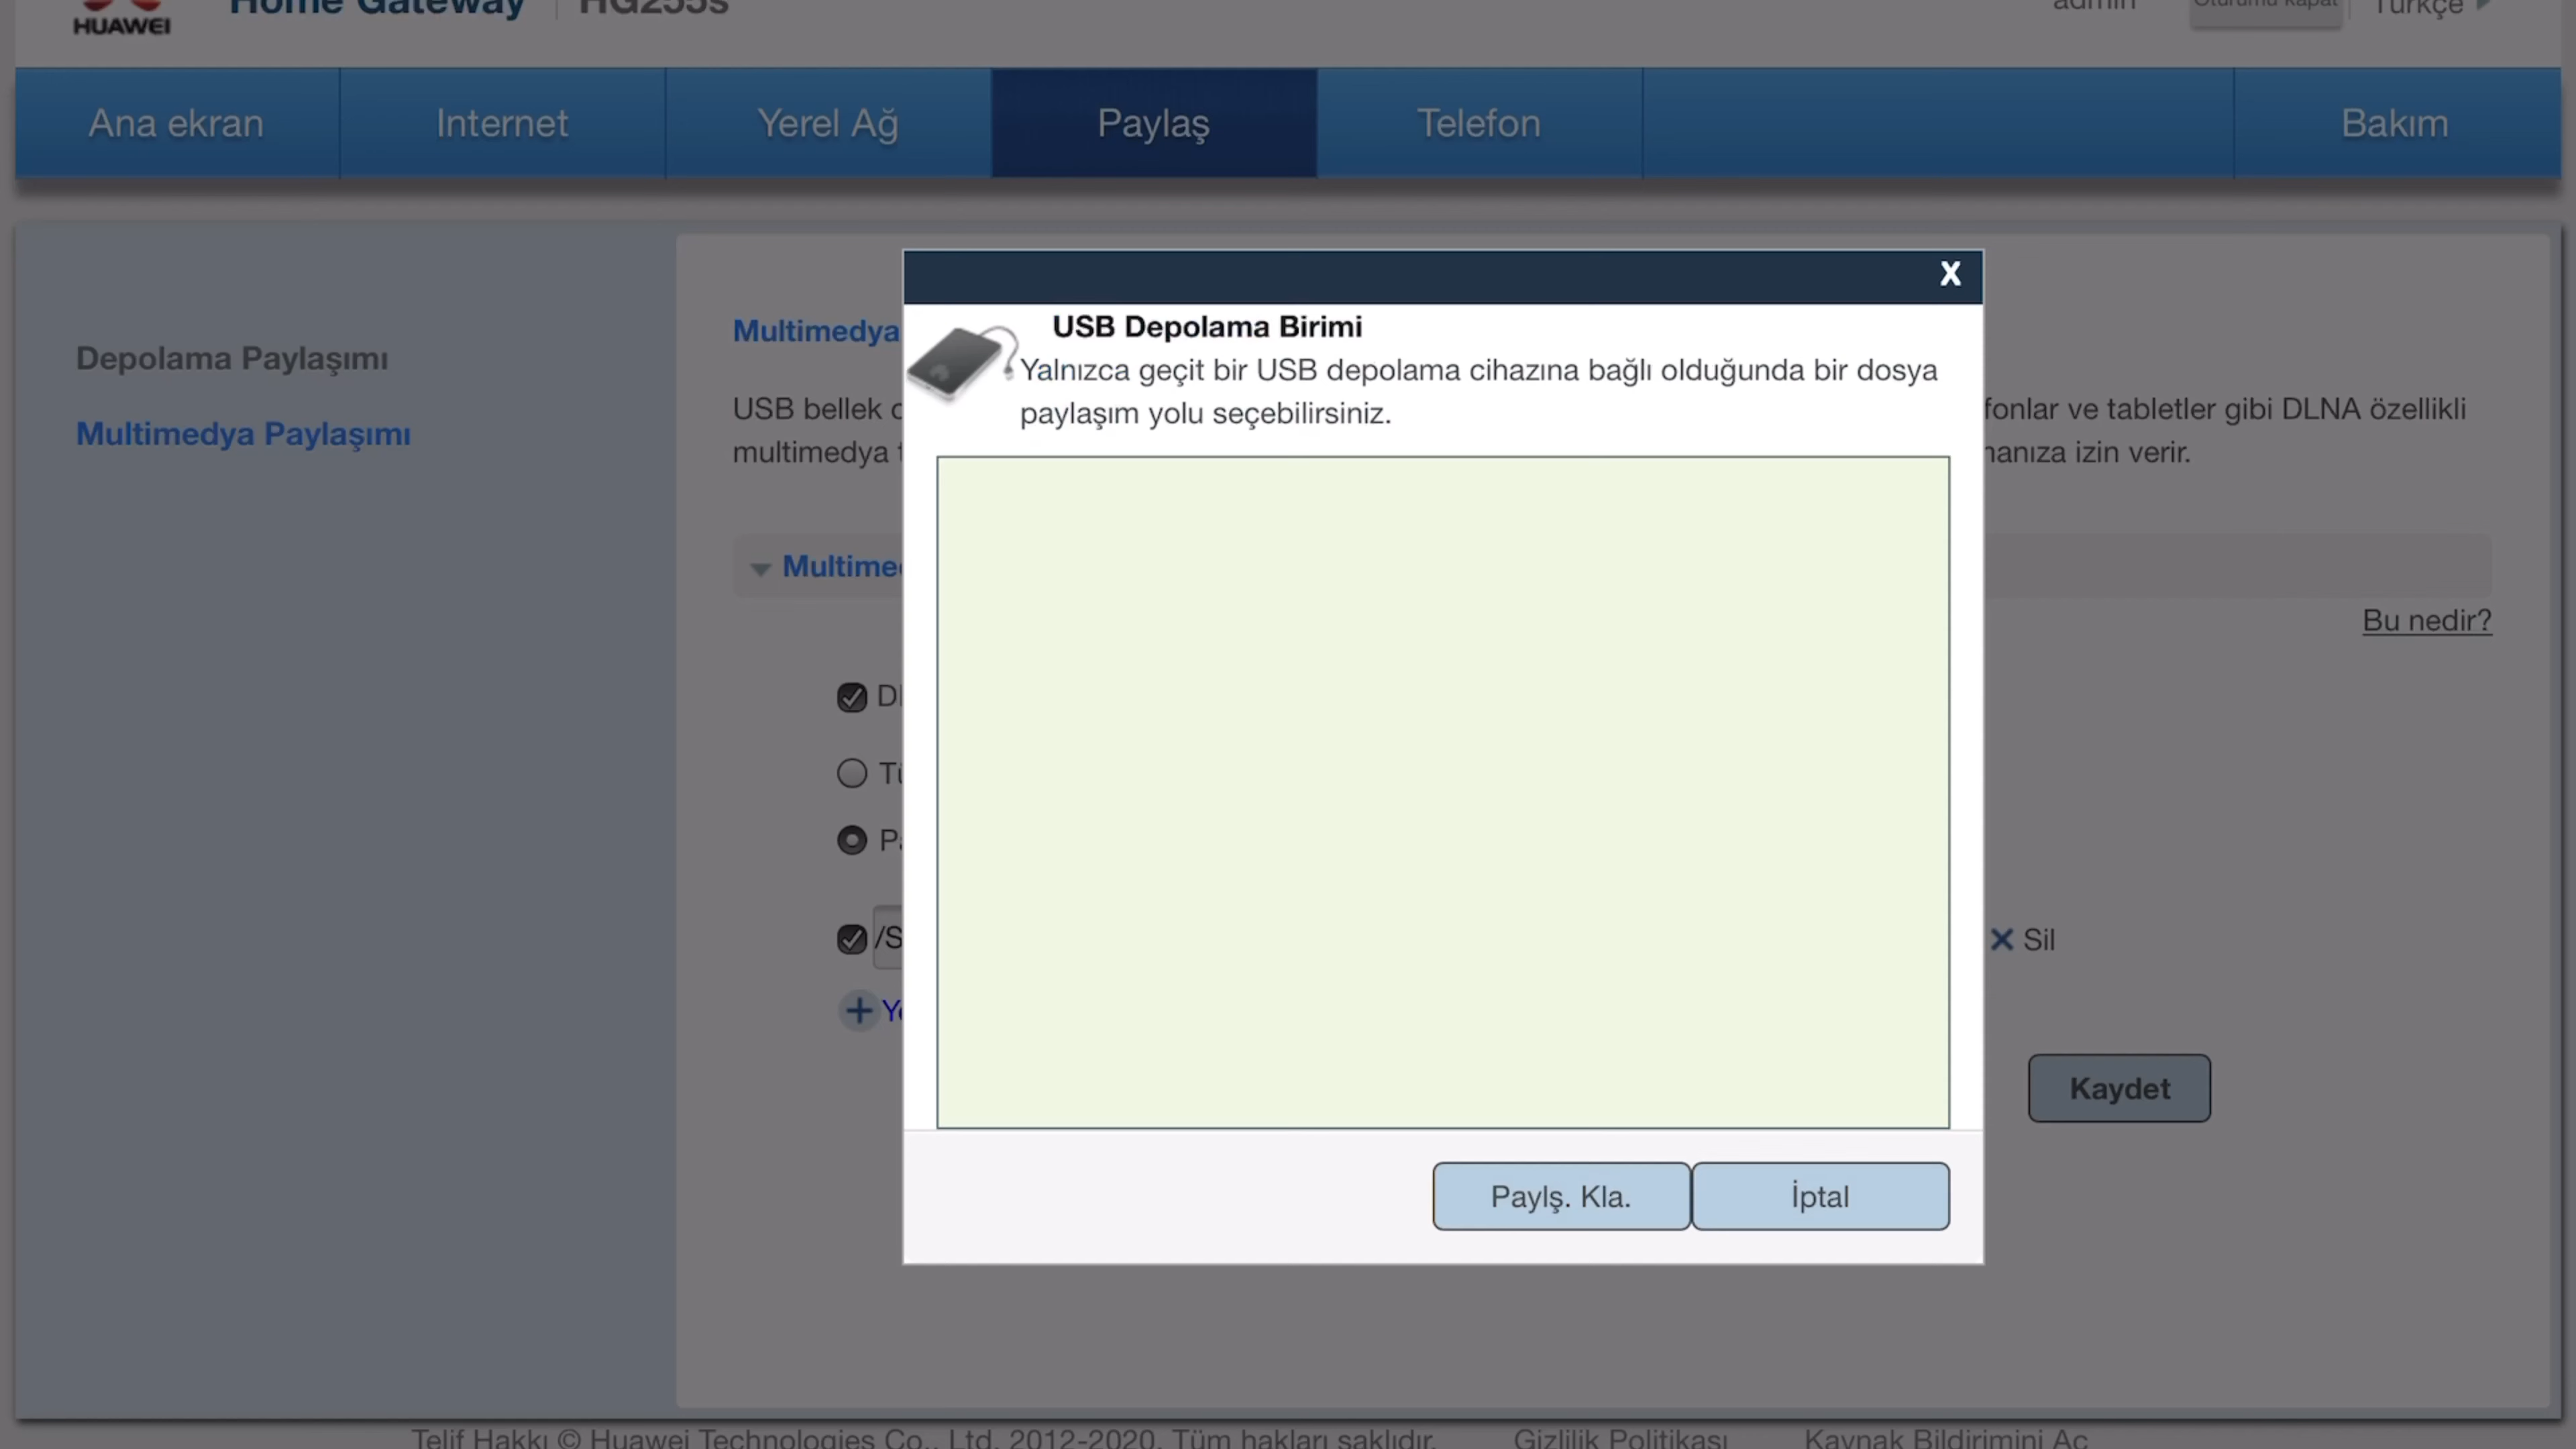 Home Gateway HG255s
HUAWEI
admin Oturumu kapat Türkçe
Ana ekran Internet Yerel Ağ Paylaş Telefon Bakım
Depolama Paylaşımı
Multimedya Paylaşımı
Multimedya
USB bellek
fonlar ve tabletler gibi DLNA özellikli
multimedya
nanıza izin verir.
Bu nedir?
/S
Sil
Kaydet
X
USB Depolama Birimi
Yalnızca geçit bir USB depolama cihazına bağlı olduğunda bir dosya
paylaşım yolu seçebilirsiniz.
Paylş. Kla. İptal
Telif Hakkı © Huawei Technologies Co., Ltd. 2012-2020. Tüm hakları saklıdır. Gizlilik Politikası Kaynak Bildirimini Aç